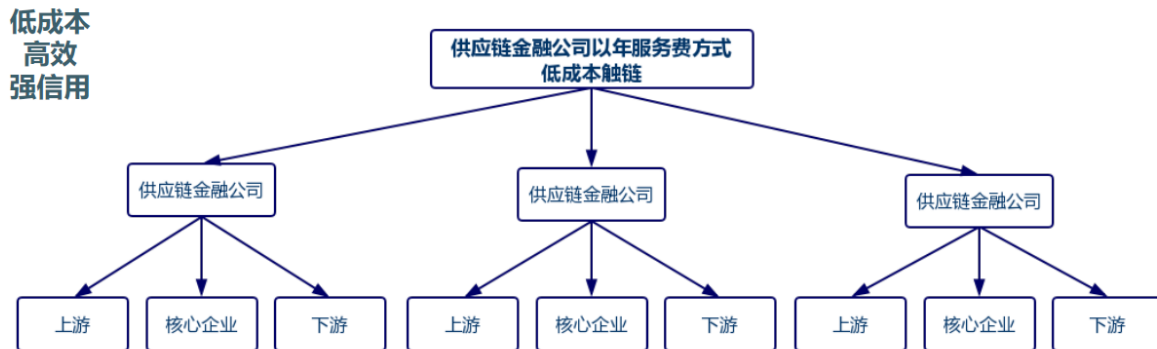 低成本
高效
强信用
供应链金融公司以年服务费方式
低成本触链
供应链金融公司
供应链金融公司
供应链金融公司
上游
核心企业
下游
上游
核心企业
下游
上游
核心企业
下游